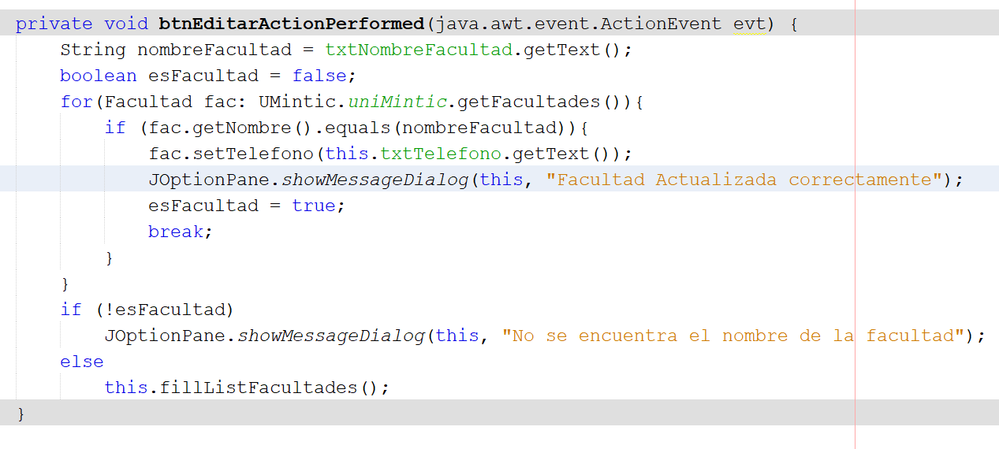 private void btnEditarActionPerformed(java.awt.event.ActionEvent evt) {
    String nombreFacultad = txtNombreFacultad.getText();
    boolean esFacultad = false;
    for(Facultad fac: UMintic.uniMintic.getFacultades()){
        if (fac.getNombre().equals(nombreFacultad)){
            fac.setTelefono(this.txtTelefono.getText());
            JOptionPane.showMessageDialog(this, "Facultad Actualizada correctamente");
            esFacultad = true;
            break;
        }
    }
    if (!esFacultad)
        JOptionPane.showMessageDialog(this, "No se encuentra el nombre de la facultad");
    else
        this.fillListFacultades();
}